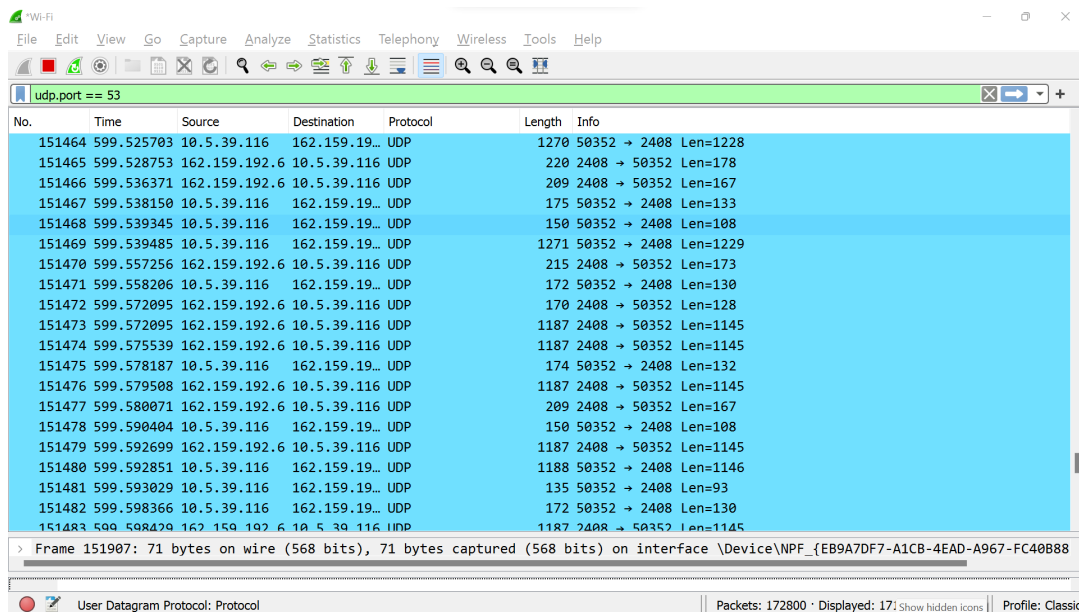 *Wi-Fi
File Edit View Go Capture Analyze Statistics Telephony Wireless Tools Help
udp.port == 53
No. Time Source Destination Protocol Length Info
151464 599.525703 10.5.39.116 162.159.19… UDP 1270 50352 → 2408 Len=1228
151465 599.528753 162.159.192.6 10.5.39.116 UDP 220 2408 → 50352 Len=178
151466 599.536371 162.159.192.6 10.5.39.116 UDP 209 2408 → 50352 Len=167
151467 599.538150 10.5.39.116 162.159.19… UDP 175 50352 → 2408 Len=133
151468 599.539345 10.5.39.116 162.159.19… UDP 150 50352 → 2408 Len=108
151469 599.539485 10.5.39.116 162.159.19… UDP 1271 50352 → 2408 Len=1229
151470 599.557256 162.159.192.6 10.5.39.116 UDP 215 2408 → 50352 Len=173
151471 599.558206 10.5.39.116 162.159.19… UDP 172 50352 → 2408 Len=130
151472 599.572095 162.159.192.6 10.5.39.116 UDP 170 2408 → 50352 Len=128
151473 599.572095 162.159.192.6 10.5.39.116 UDP 1187 2408 → 50352 Len=1145
151474 599.575539 162.159.192.6 10.5.39.116 UDP 1187 2408 → 50352 Len=1145
151475 599.578187 10.5.39.116 162.159.19… UDP 174 50352 → 2408 Len=132
151476 599.579508 162.159.192.6 10.5.39.116 UDP 1187 2408 → 50352 Len=1145
151477 599.580071 162.159.192.6 10.5.39.116 UDP 209 2408 → 50352 Len=167
151478 599.590404 10.5.39.116 162.159.19… UDP 150 50352 → 2408 Len=108
151479 599.592699 162.159.192.6 10.5.39.116 UDP 1187 2408 → 50352 Len=1145
151480 599.592851 10.5.39.116 162.159.19… UDP 1188 50352 → 2408 Len=1146
151481 599.593029 10.5.39.116 162.159.19… UDP 135 50352 → 2408 Len=93
151482 599.598366 10.5.39.116 162.159.19… UDP 172 50352 → 2408 Len=130
151483 599.598429 162.159.192.6 10.5.39.116 UDP 1187 2408 → 50352 Len=1145
Frame 151907: 71 bytes on wire (568 bits), 71 bytes captured (568 bits) on interface \Device\NPF_{EB9A7DF7-A1CB-4EAD-A967-FC40B88
User Datagram Protocol: Protocol Packets: 172800 · Displayed: 17 Show hidden icons Profile: Classic